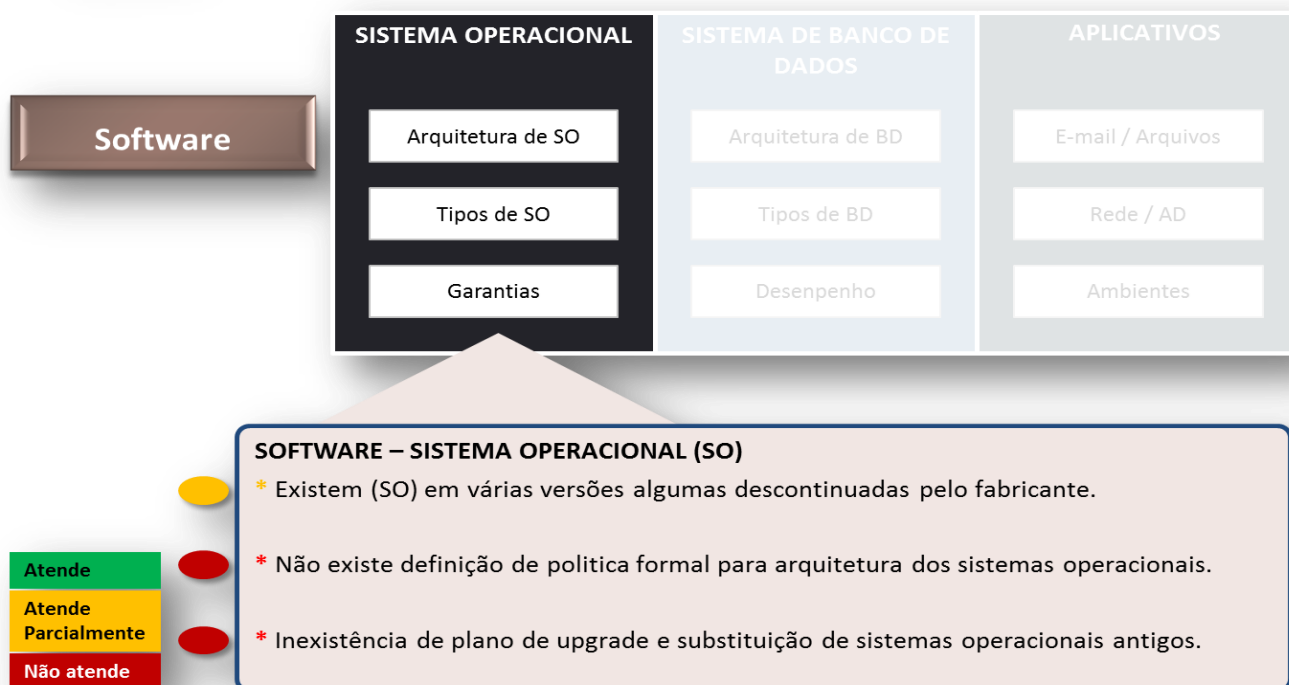 SISTEMA OPERACIONAL
SISTEMA DE BANCO DE
DADOS
APLICATIVOS
Software
Arquitetura de SO
Arquitetura de BD
E-mail / Arquivos
Tipos de SO
Tipos de BD
Rede / AD
Garantias
Desenpenho
Ambientes
SOFTWARE – SISTEMA OPERACIONAL (SO)
* Existem (SO) em várias versões algumas descontinuadas pelo fabricante.
* Não existe definição de politica formal para arquitetura dos sistemas operacionais.
* Inexistência de plano de upgrade e substituição de sistemas operacionais antigos.
Atende
Atende
Parcialmente
Não atende